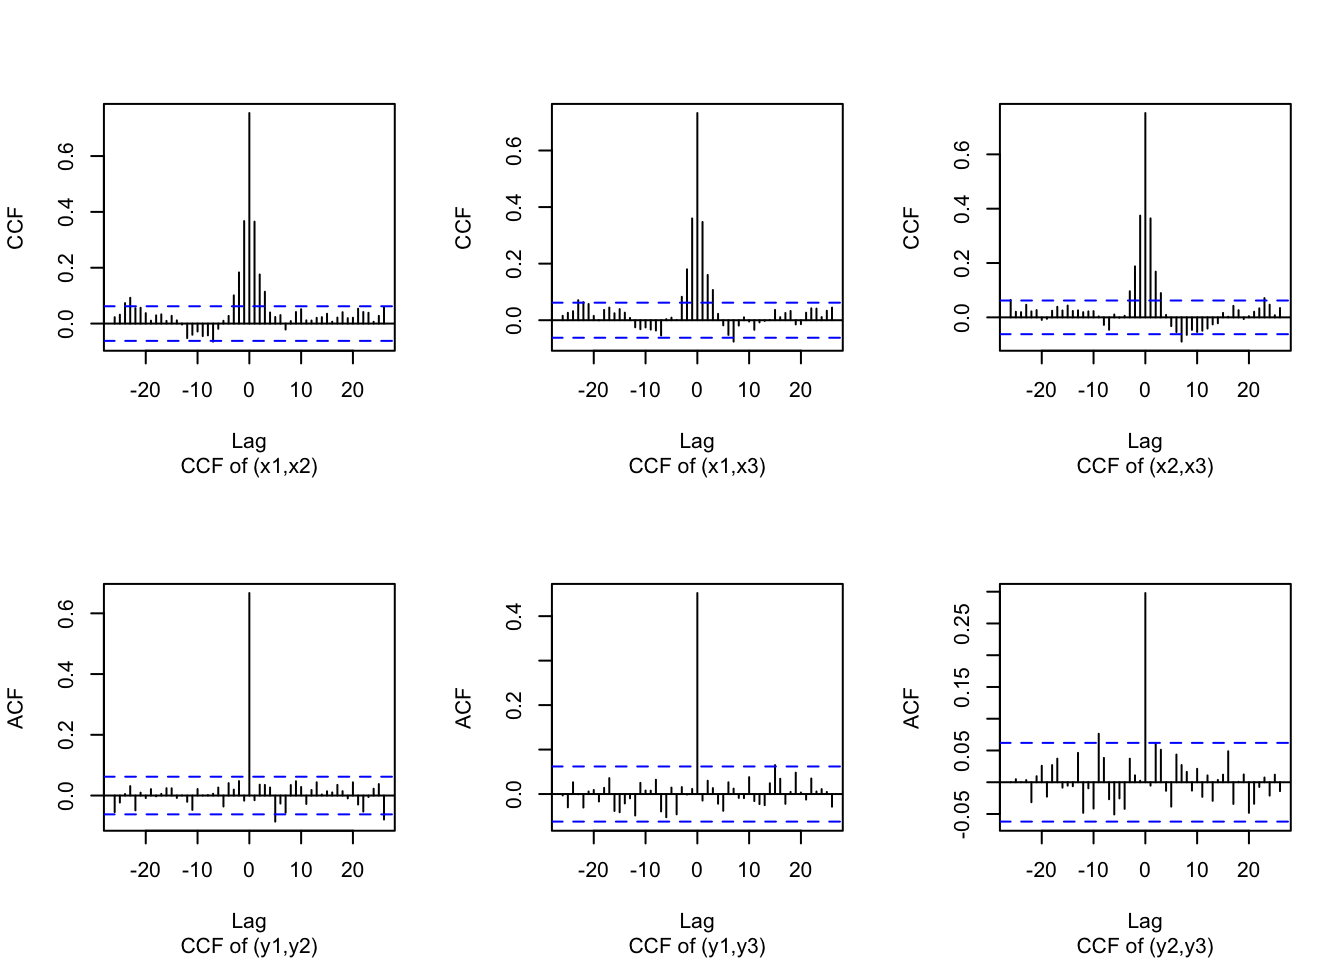 CCF
0.0 0.2 0.4 0.6
-20 -10 0 10 20
Lag
CCF of (x1,x2)
CCF
0.0 0.2 0.4 0.6
-20 -10 0 10 20
Lag
CCF of (x1,x3)
CCF
0.0 0.2 0.4 0.6
-20 -10 0 10 20
Lag
CCF of (x2,x3)
ACF
0.0 0.2 0.4 0.6
-20 -10 0 10 20
Lag
CCF of (y1,y2)
ACF
0.0 0.2 0.4
-20 -10 0 10 20
Lag
CCF of (y1,y3)
ACF
-0.05 0.05 0.15 0.25
-20 -10 0 10 20
Lag
CCF of (y2,y3)